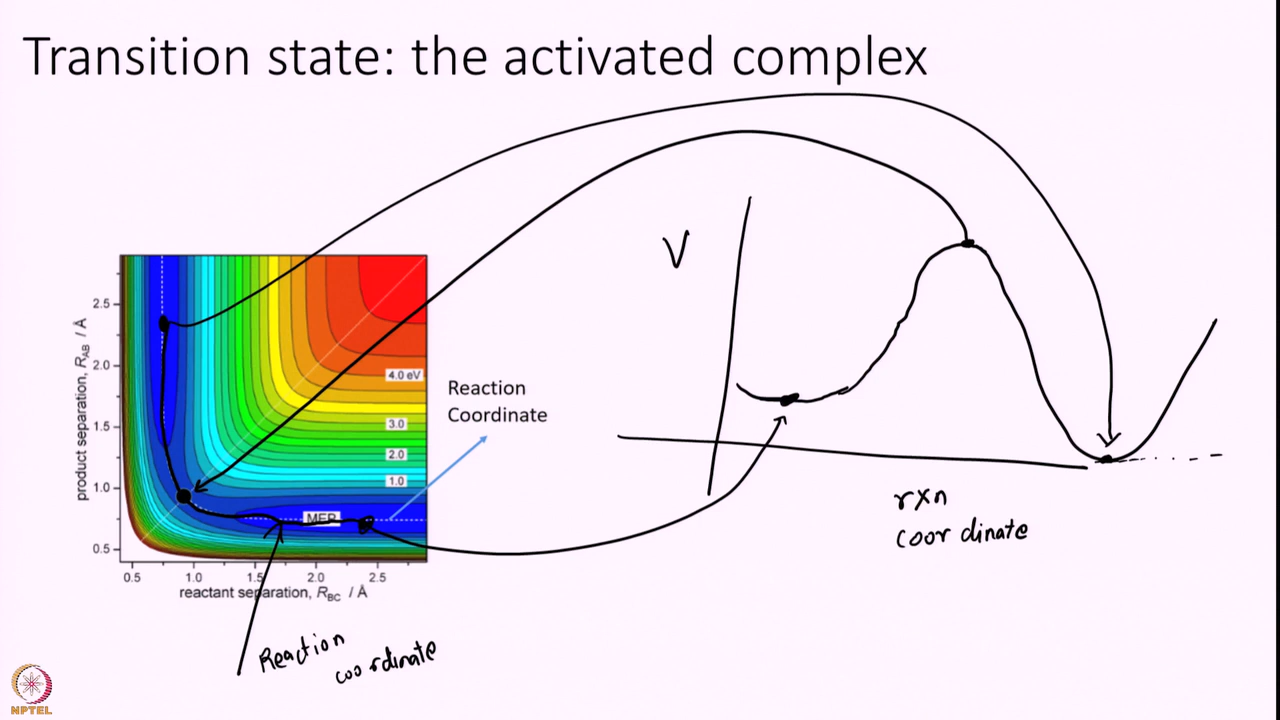 Transition state: the activated complex
V
2.5
2.0
1.5
1.0
0.5
product separation, R_AB / Å
4.0 eV
3.0
2.0
1.0
MEP
0.5
1.0
1.5
2.0
2.5
reactant separation, R_BC / Å
Reaction
Coordinate
rxn
coordinate
Reaction
coordinate
NPTEL